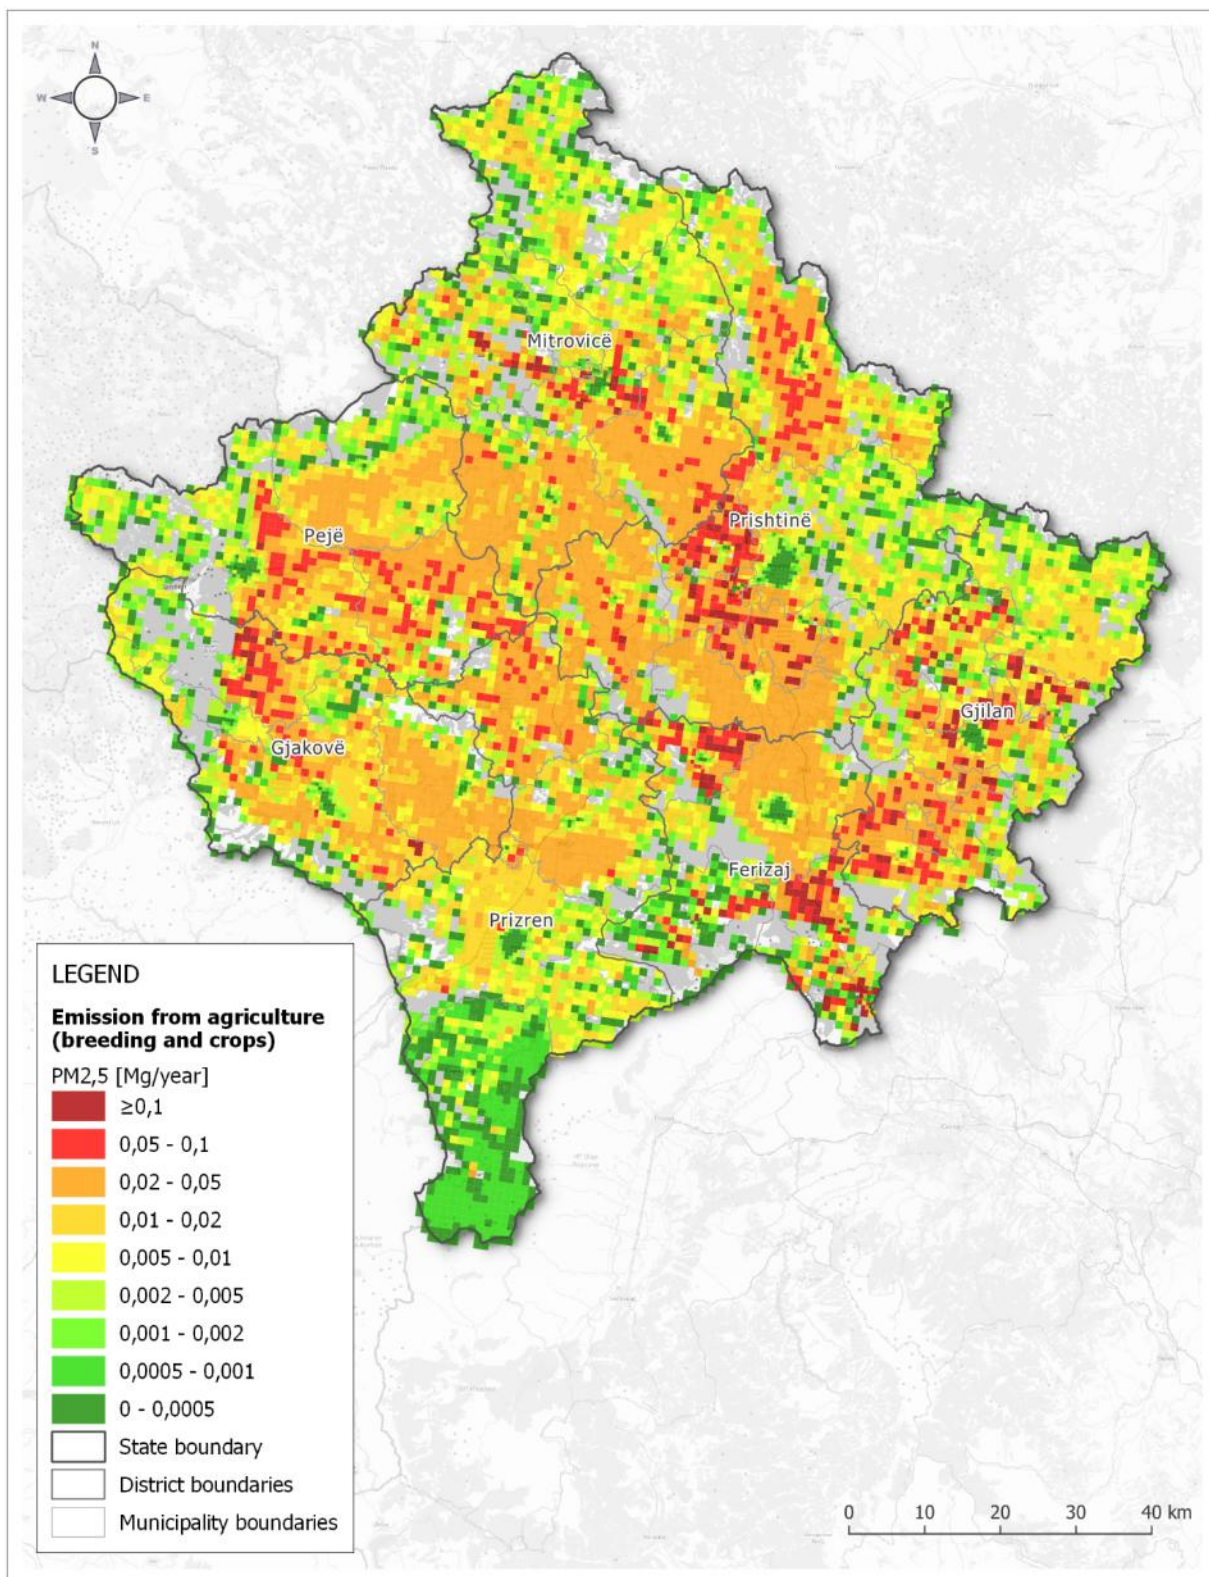 N
W E
S
Mitrovicë
Prishtinë
Pejë
Gjilan
Gjakovë
Ferizaj
Prizren
LEGEND
Emission from agriculture
(breeding and crops)
PM2,5 [Mg/year]
≥0,1
0,05 - 0,1
0,02 - 0,05
0,01 - 0,02
0,005 - 0,01
0,002 - 0,005
0,001 - 0,002
0,0005 - 0,001
0 - 0,0005
State boundary
District boundaries
Municipality boundaries
0 10 20 30 40 km